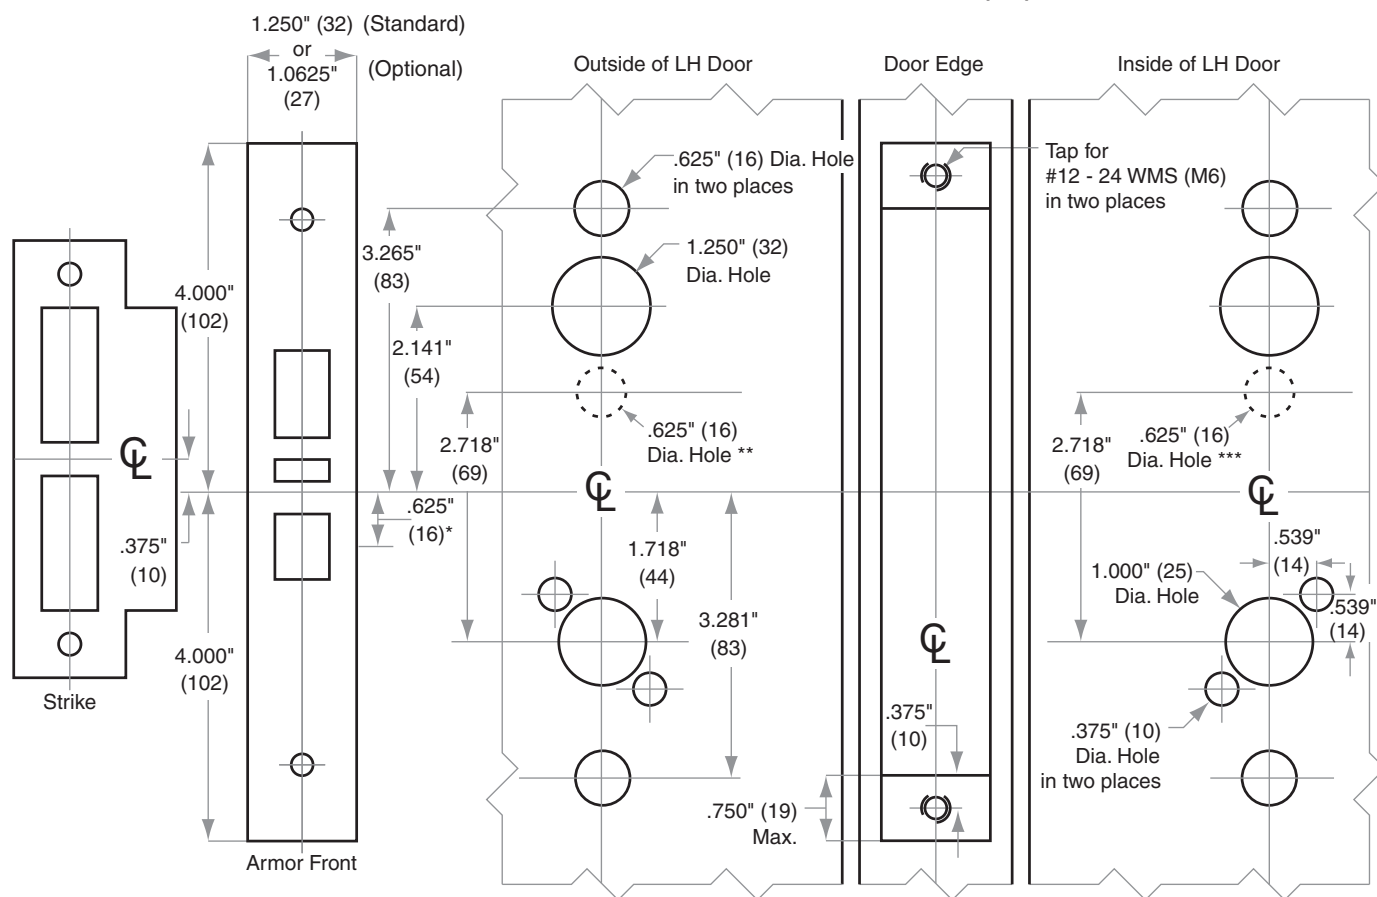 1.250" (32) (Standard)
or
1.0625" (Optional)
(27)
Outside of LH Door
Door Edge
Inside of LH Door
.625" (16) Dia. Hole
in two places
Tap for
#12 - 24 WMS (M6)
in two places
3.265"
(83)
1.250" (32)
Dia. Hole
4.000"
(102)
2.141"
(54)
2.718"
(69)
.625" (16)
Dia. Hole **
2.718"
(69)
.625" (16)
Dia. Hole ***
℄
℄
℄
.625"
(16)*
.375"
(10)
1.718"
(44)
.539"
(14)
1.000" (25)
Dia. Hole
.539"
(14)
3.281"
(83)
℄
4.000"
(102)
Strike
.375"
(10)
.375" (10)
Dia. Hole
in two places
.750" (19)
Max.
Armor Front